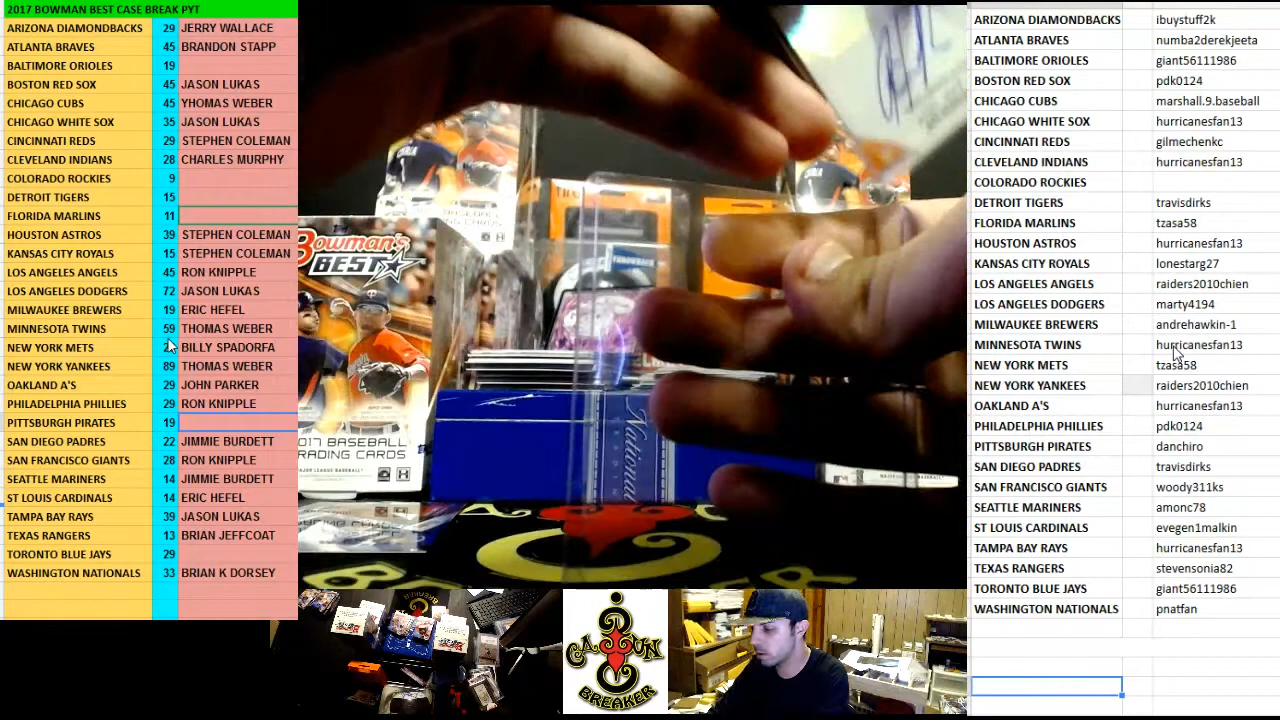 2017 BOWMAN BEST CASE BREAK PYT
ARIZONA DIAMONDBACKS 29 JERRY WALLACE
ATLANTA BRAVES 45 BRANDON STAPP
BALTIMORE ORIOLES 19
BOSTON RED SOX 45 JASON LUKAS
CHICAGO CUBS 45 YHOMAS WEBER
CHICAGO WHITE SOX 35 JASON LUKAS
CINCINNATI REDS 29 STEPHEN COLEMAN
CLEVELAND INDIANS 28 CHARLES MURPHY
COLORADO ROCKIES 9
DETROIT TIGERS 15
FLORIDA MARLINS 11
HOUSTON ASTROS 39 STEPHEN COLEMAN
KANSAS CITY ROYALS 15 STEPHEN COLEMAN
LOS ANGELES ANGELS 45 RON KNIPPLE
LOS ANGELES DODGERS 72 JASON LUKAS
MILWAUKEE BREWERS 19 ERIC HEFEL
MINNESOTA TWINS 59 THOMAS WEBER
NEW YORK METS BILLY SPADORFA
NEW YORK YANKEES 89 THOMAS WEBER
OAKLAND A'S 29 JOHN PARKER
PHILADELPHIA PHILLIES 29 RON KNIPPLE
PITTSBURGH PIRATES 19
SAN DIEGO PADRES 22 JIMMIE BURDETT
SAN FRANCISCO GIANTS 28 RON KNIPPLE
SEATTLE MARINERS 14 JIMMIE BURDETT
ST LOUIS CARDINALS 14 ERIC HEFEL
TAMPA BAY RAYS 39 JASON LUKAS
TEXAS RANGERS 13 BRIAN JEFFCOAT
TORONTO BLUE JAYS 29
WASHINGTON NATIONALS 33 BRIAN K DORSEY
Bowman's
BEST
2017 BASEBALL
TRADING CARDS
National
CAJUN
BREAKER
ARIZONA DIAMONDBACKS ibuystuff2k
ATLANTA BRAVES numba2derekjeeta
BALTIMORE ORIOLES giant56111986
BOSTON RED SOX pdk0124
CHICAGO CUBS marshall.9.baseball
CHICAGO WHITE SOX hurricanesfan13
CINCINNATI REDS gilmechenkc
CLEVELAND INDIANS hurricanesfan13
COLORADO ROCKIES
DETROIT TIGERS travisdirks
FLORIDA MARLINS tzasa58
HOUSTON ASTROS hurricanesfan13
KANSAS CITY ROYALS lonestarg27
LOS ANGELES ANGELS raiders2010chien
LOS ANGELES DODGERS marty4194
MILWAUKEE BREWERS andrehawkin-1
MINNESOTA TWINS hurricanesfan13
NEW YORK METS tzasa58
NEW YORK YANKEES raiders2010chien
OAKLAND A'S hurricanesfan13
PHILADELPHIA PHILLIES pdk0124
PITTSBURGH PIRATES danchiro
SAN DIEGO PADRES travisdirks
SAN FRANCISCO GIANTS woody311ks
SEATTLE MARINERS amonc78
ST LOUIS CARDINALS evegen1malkin
TAMPA BAY RAYS hurricanesfan13
TEXAS RANGERS stevensonia82
TORONTO BLUE JAYS giant56111986
WASHINGTON NATIONALS pnatfan